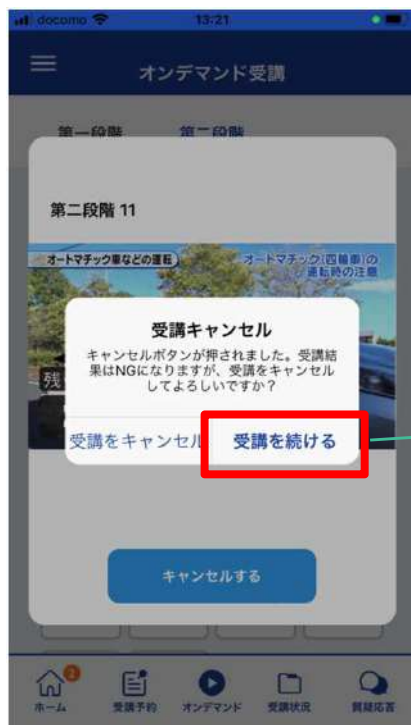 docomo 13:21
オンデマンド受講
第一段階 第二段階
第二段階 11
オートマチック車などの運転
オートマチック(四輪車)の
運転時の注意
残
受講キャンセル
キャンセルボタンが押されました。受講結
果はNGになりますが、受講をキャンセル
してよろしいですか？
受講をキャンセル 受講を続ける
キャンセルする
2
ホーム 受講予約 オンデマンド 受講状況 質疑応答